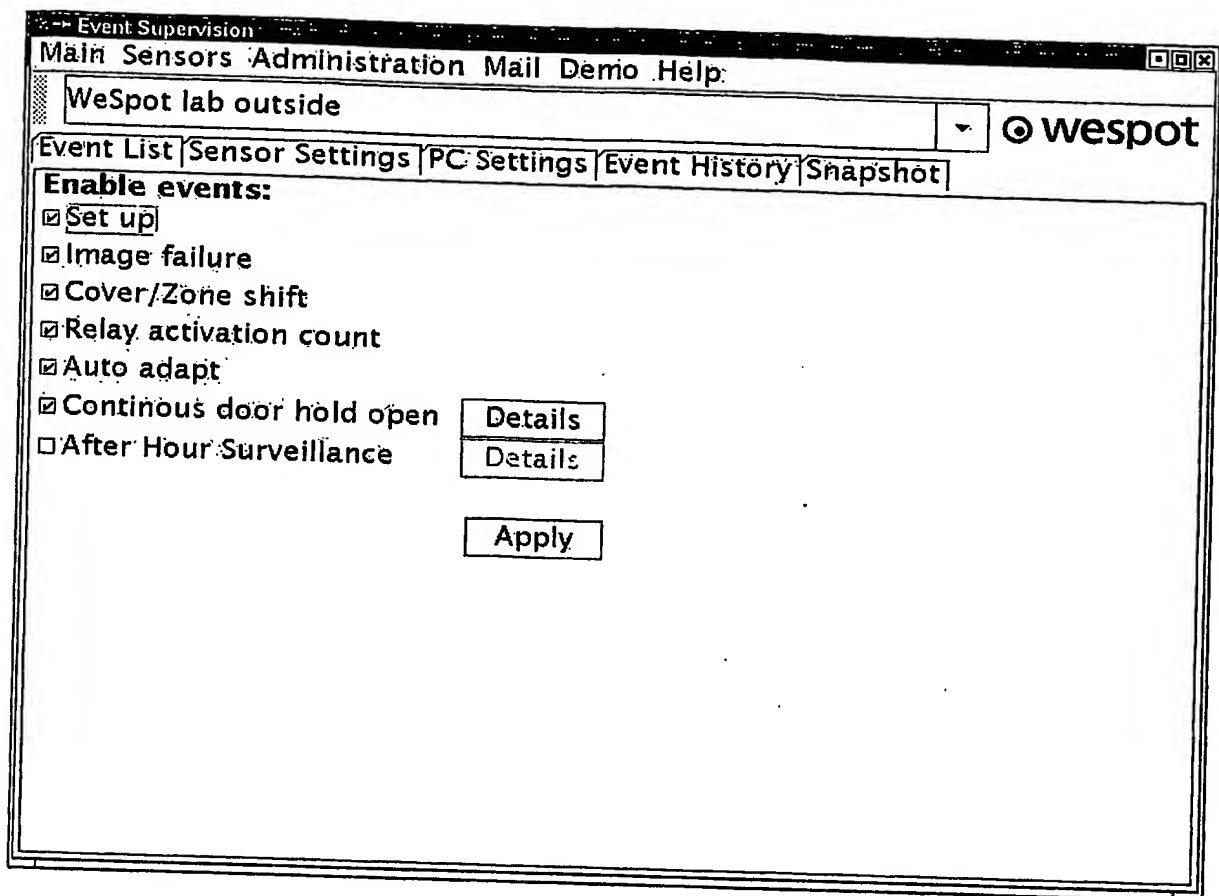 Event Supervision
Main Sensors Administration Mail Demo Help
WeSpot lab outside
wespot
Event List Sensor Settings PC Settings Event History Snapshot
Enable events:
Set up
Image failure
Cover/Zone shift
Relay activation count
Auto adapt
Continous door hold open Details
After Hour Surveillance Details
Apply